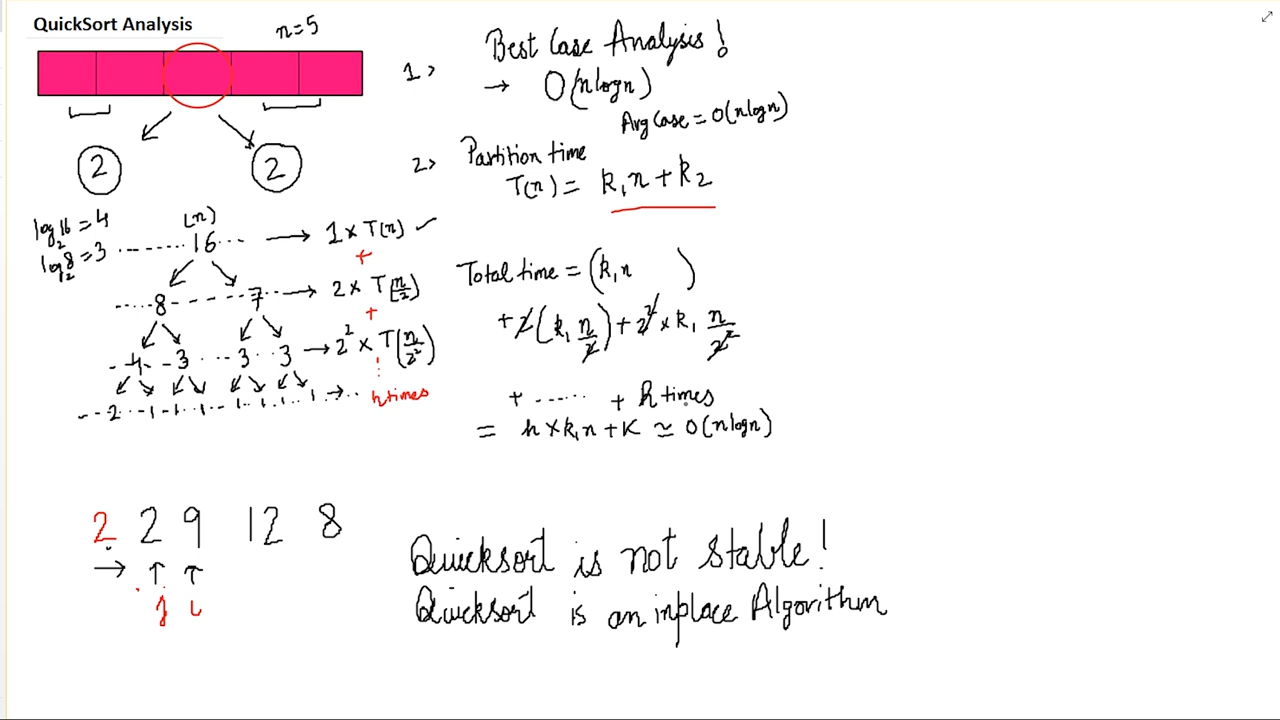 QuickSort Analysis
n=5
2 2
log₂16 = 4
log₂8 = 3
(n)
16 → 1 × T(n) ✓
+
8 7 → 2 × T(n/2)
+
4 3 3 3 → 2² × T(n/2²)
2 1 1 1 1 1 1 1 → ... h times
1> Best Case Analysis!
→ O(nlogn)
Avg Case = O(nlogn)
2> Partition time
T(n) = k₁n + k₂
Total time = (k₁n )
+ 2(k₁ n/2) + 2² × k₁ n/2²
+ ...... + h times
= h × k₁n + K ≃ O(nlogn)
2 2 9 12 8
→ ↑ ↑
j i
Quicksort is not stable!
Quicksort is an inplace Algorithm